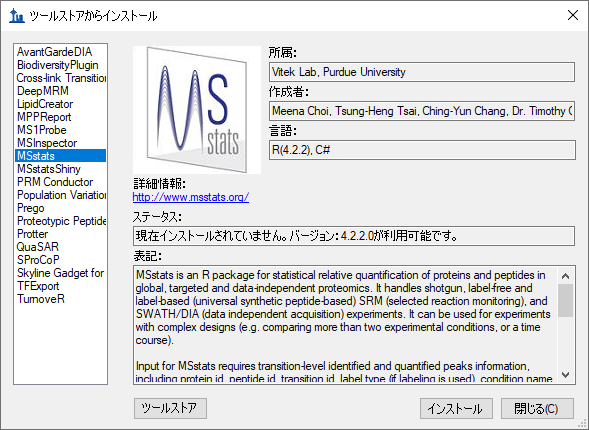 ツールストアからインストール
AvantGardeDIA
BiodiversityPlugin
Cross-link Transition
DeepMRM
LipidCreator
MPPReport
MS1Probe
MSInspector
MSstats
MSstatsShiny
PRM Conductor
Population Variation
Prego
Proteotypic Peptide
Protter
QuaSAR
SProCoP
Skyline Gadget for
TFExport
TurnoveR
MS
stats
所属:
Vitek Lab, Purdue University
作成者:
Meena Choi, Tsung-Heng Tsai, Ching-Yun Chang, Dr. Timothy C
言語:
R(4.2.2), C#
詳細情報:
http://www.msstats.org/
ステータス:
現在インストールされていません。バージョン: 4.2.2.0が利用可能です。
表記:
MSstats is an R package for statistical relative quantification of proteins and peptides in
global, targeted and data-independent proteomics. It handles shotgun, label-free and
label-based (universal synthetic peptide-based) SRM (selected reaction monitoring), and
SWATH/DIA (data independent acquisition) experiments. It can be used for experiments
with complex designs (e.g. comparing more than two experimental conditions, or a time
course).
Input for MSstats requires transition-level identified and quantified peaks information,
including protein id, peptide id, transition id, label type (if labeling is used), condition name
ツールストア
インストール
閉じる(C)